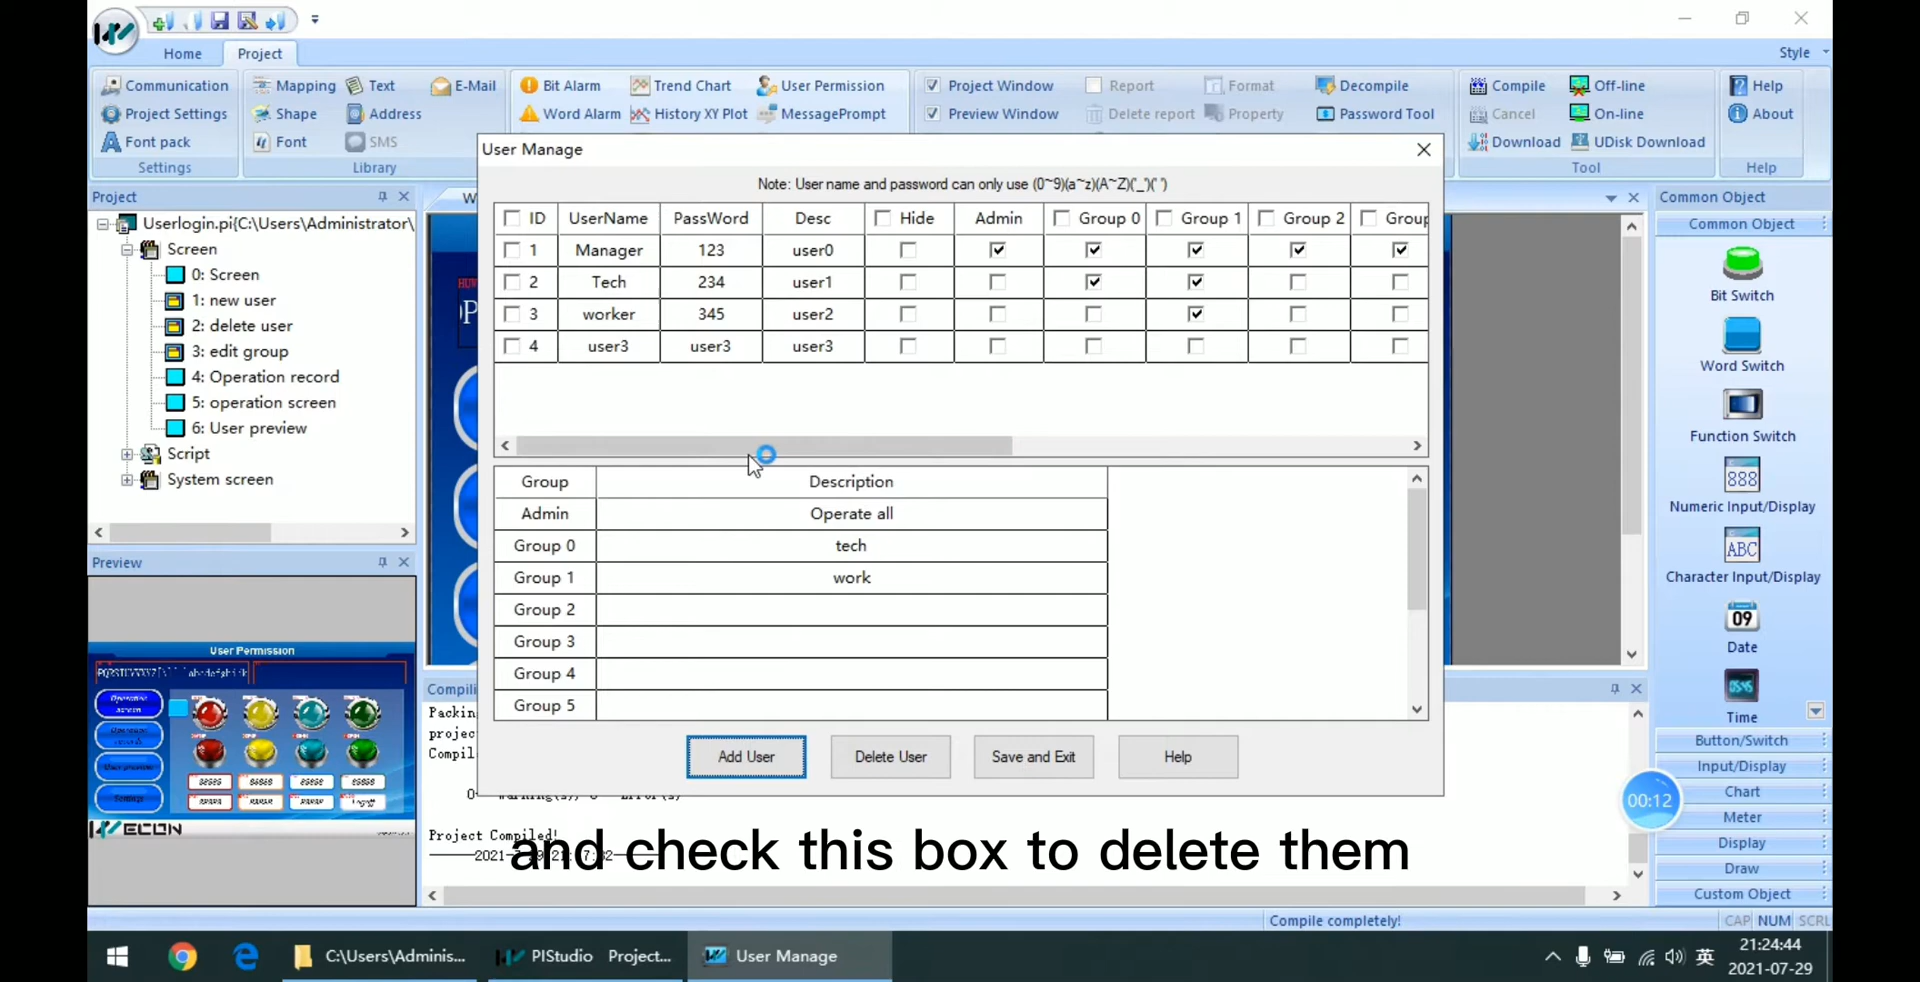 Home
Project
Style
Communication
Mapping
Text
E-Mail
Bit Alarm
Trend Chart
User Permission
Project Window
Report
Format
Decompile
Compile
Off-line
Help
Project Settings
Shape
Address
Word Alarm
History XY Plot
MessagePrompt
Preview Window
Delete report
Property
Password Tool
Cancel
On-line
About
Font pack
Font
SMS
Download
UDisk Download
Settings
Library
Tool
Help
User Manage
Note: User name and password can only use (0~9)(a~z)(A~Z)('_')(' ')
ID UserName PassWord Desc Hide Admin Group 0 Group 1 Group 2 Group
1 Manager 123 user0
2 Tech 234 user1
3 worker 345 user2
4 user3 user3 user3
Group Description
Admin Operate all
Group 0 tech
Group 1 work
Group 2
Group 3
Group 4
Group 5
Add User
Delete User
Save and Exit
Help
Project
Userlogin.pi{C:\Users\Administrator\
Screen
0: Screen
1: new user
2: delete user
3: edit group
4: Operation record
5: operation screen
6: User preview
Script
System screen
Preview
User Permission
WECON
Packin
projec
Compil
Project Compiled!
Common Object
Common Object
Bit Switch
Word Switch
Function Switch
888
Numeric Input/Display
ABC
Character Input/Display
09
Date
Time
Button/Switch
Input/Display
Chart
Meter
Display
Draw
Custom Object
00:12
and check this box to delete them
Compile completely!
CAP NUM SCRL
C:\Users\Adminis...
PIStudio Project...
User Manage
英
21:24:44
2021-07-29